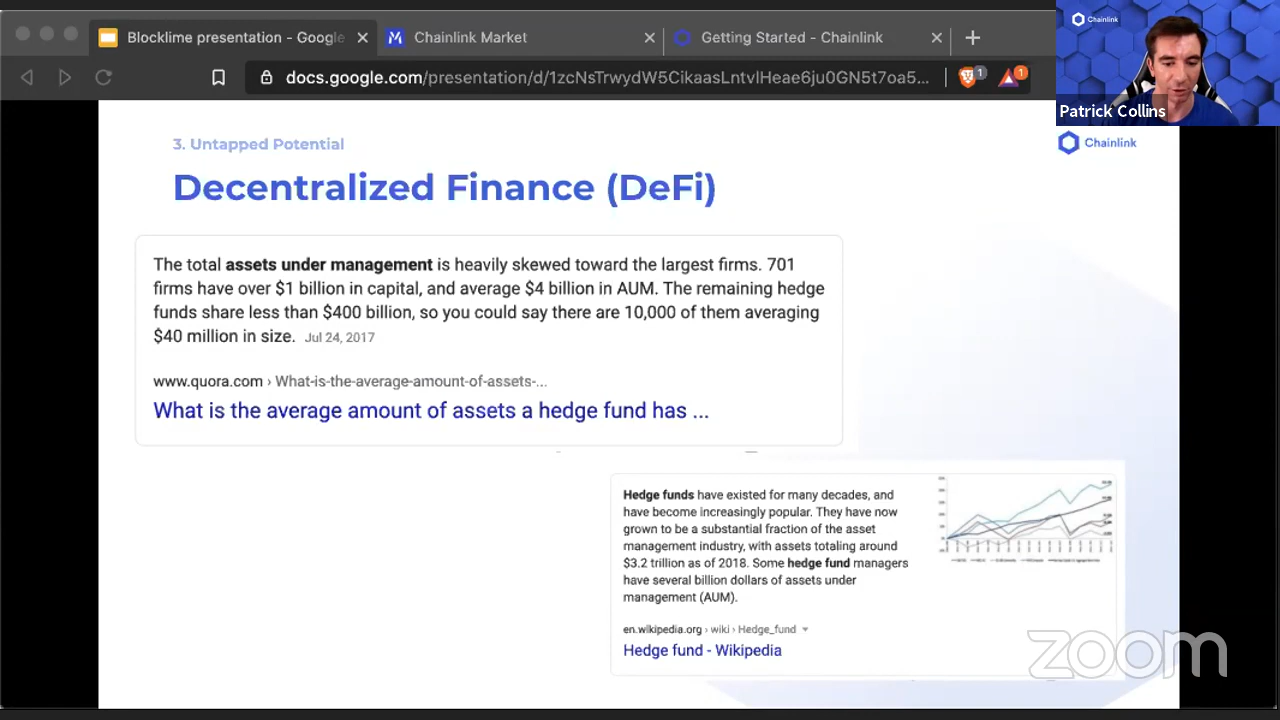 Blocklime presentation - Google
Chainlink Market
Getting Started - Chainlink
docs.google.com/presentation/d/1zcNsTrwydW5CikaasLntvIHeae6ju0GN5t7oa5...
1
1
Chainlink
Patrick Collins
3. Untapped Potential
Chainlink
Decentralized Finance (DeFi)
The total assets under management is heavily skewed toward the largest firms. 701
firms have over $1 billion in capital, and average $4 billion in AUM. The remaining hedge
funds share less than $400 billion, so you could say there are 10,000 of them averaging
$40 million in size. Jul 24, 2017
www.quora.com › What-is-the-average-amount-of-assets-...
What is the average amount of assets a hedge fund has ...
Hedge funds have existed for many decades, and
have become increasingly popular. They have now
grown to be a substantial fraction of the asset
management industry, with assets totaling around
$3.2 trillion as of 2018. Some hedge fund managers
have several billion dollars of assets under
management (AUM).
en.wikipedia.org › wiki › Hedge_fund
Hedge fund - Wikipedia
zoom